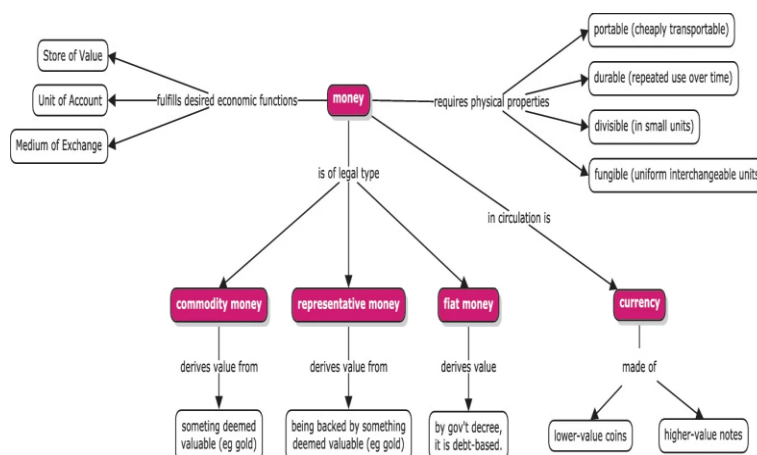 portable (cheaply transportable)
Store of Value
durable (repeated use over time)
Unit of Account
fulfills desired economic functions
money
requires physical properties
divisible (in small units)
Medium of Exchange
fungible (uniform interchangeable units
is of legal type
in circulation is
commodity money
representative money
fiat money
currency
derives value from
derives value from
derives value
made of
someting deemed
valuable (eg gold)
being backed by something
deemed valuable (eg gold)
by gov't decree,
it is debt-based.
lower-value coins
higher-value notes